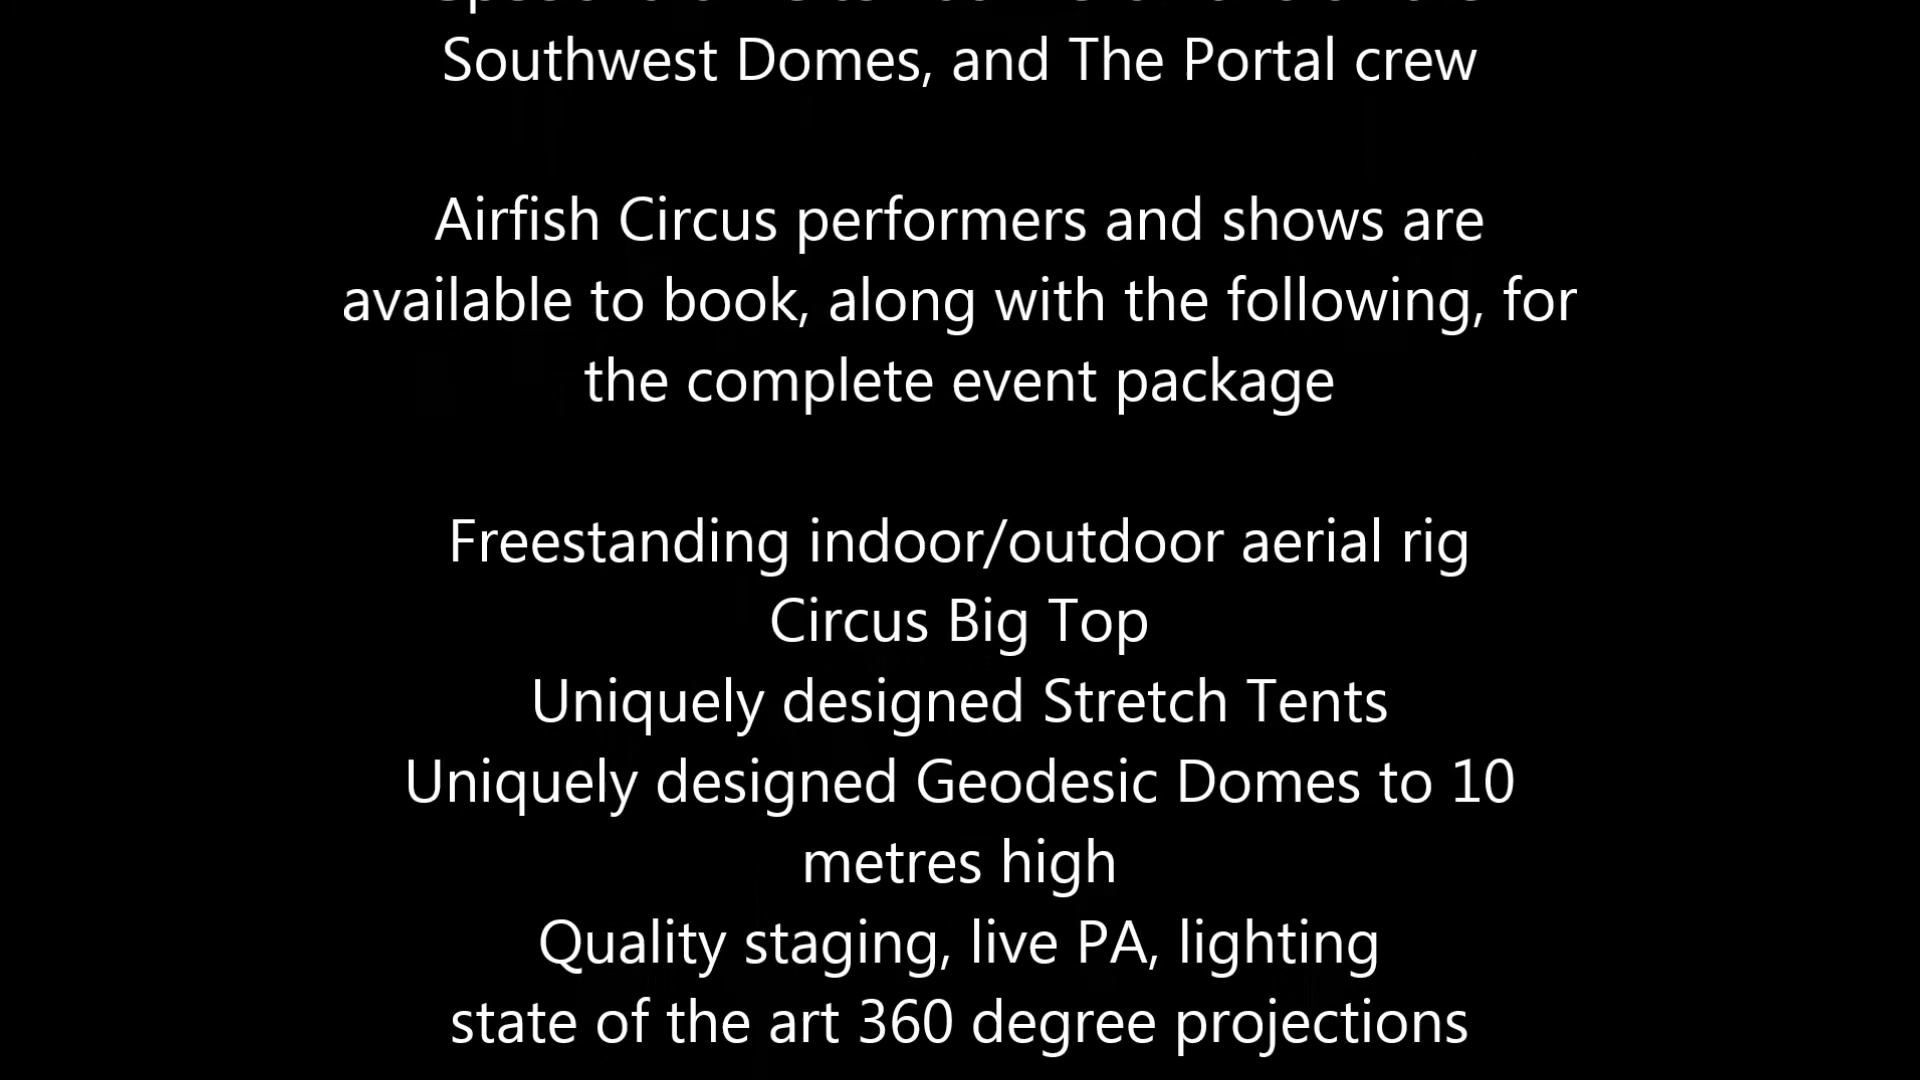 Southwest Domes, and The Portal crew
Airfish Circus performers and shows are
available to book, along with the following, for
the complete event package
Freestanding indoor/outdoor aerial rig
Circus Big Top
Uniquely designed Stretch Tents
Uniquely designed Geodesic Domes to 10
metres high
Quality staging, live PA, lighting
state of the art 360 degree projections